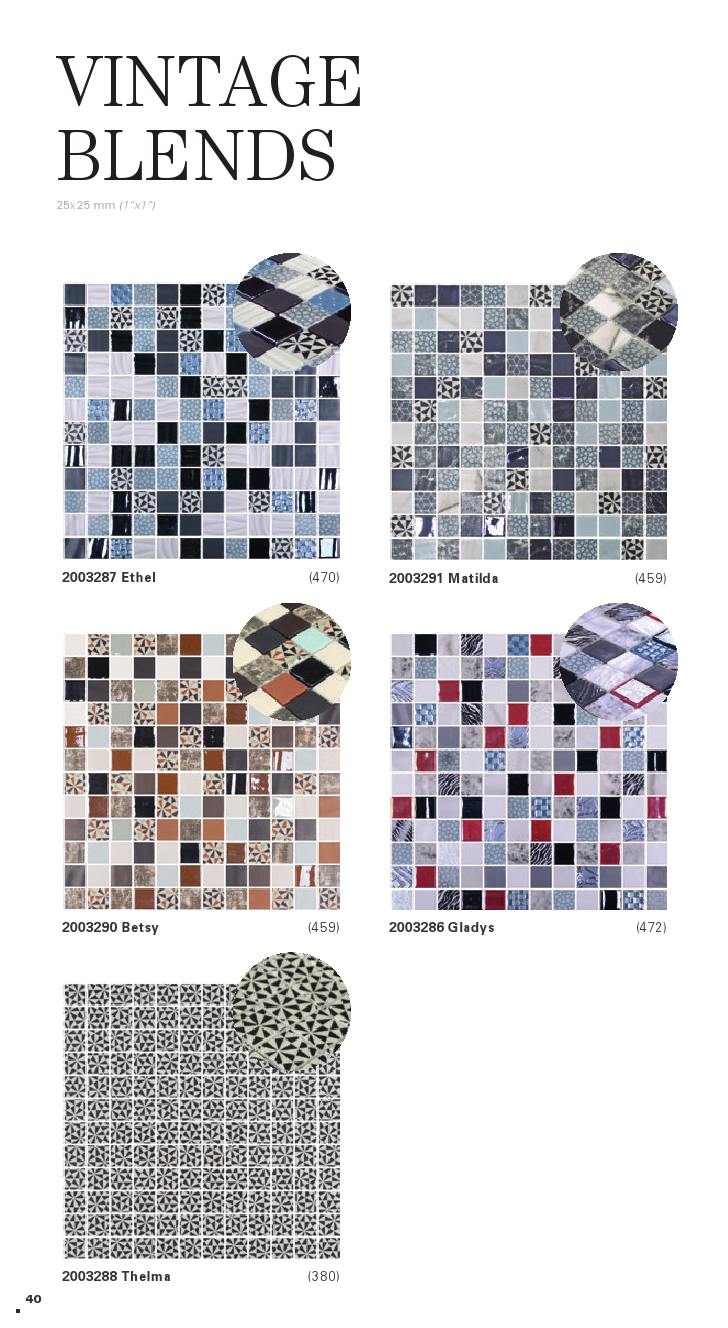 VINTAGE
BLENDS
25x25 mm (1"x1")
2003287 Ethel (470)
2003291 Matilda (459)
2003290 Betsy (459)
2003286 Gladys (472)
2003288 Thelma (380)
40